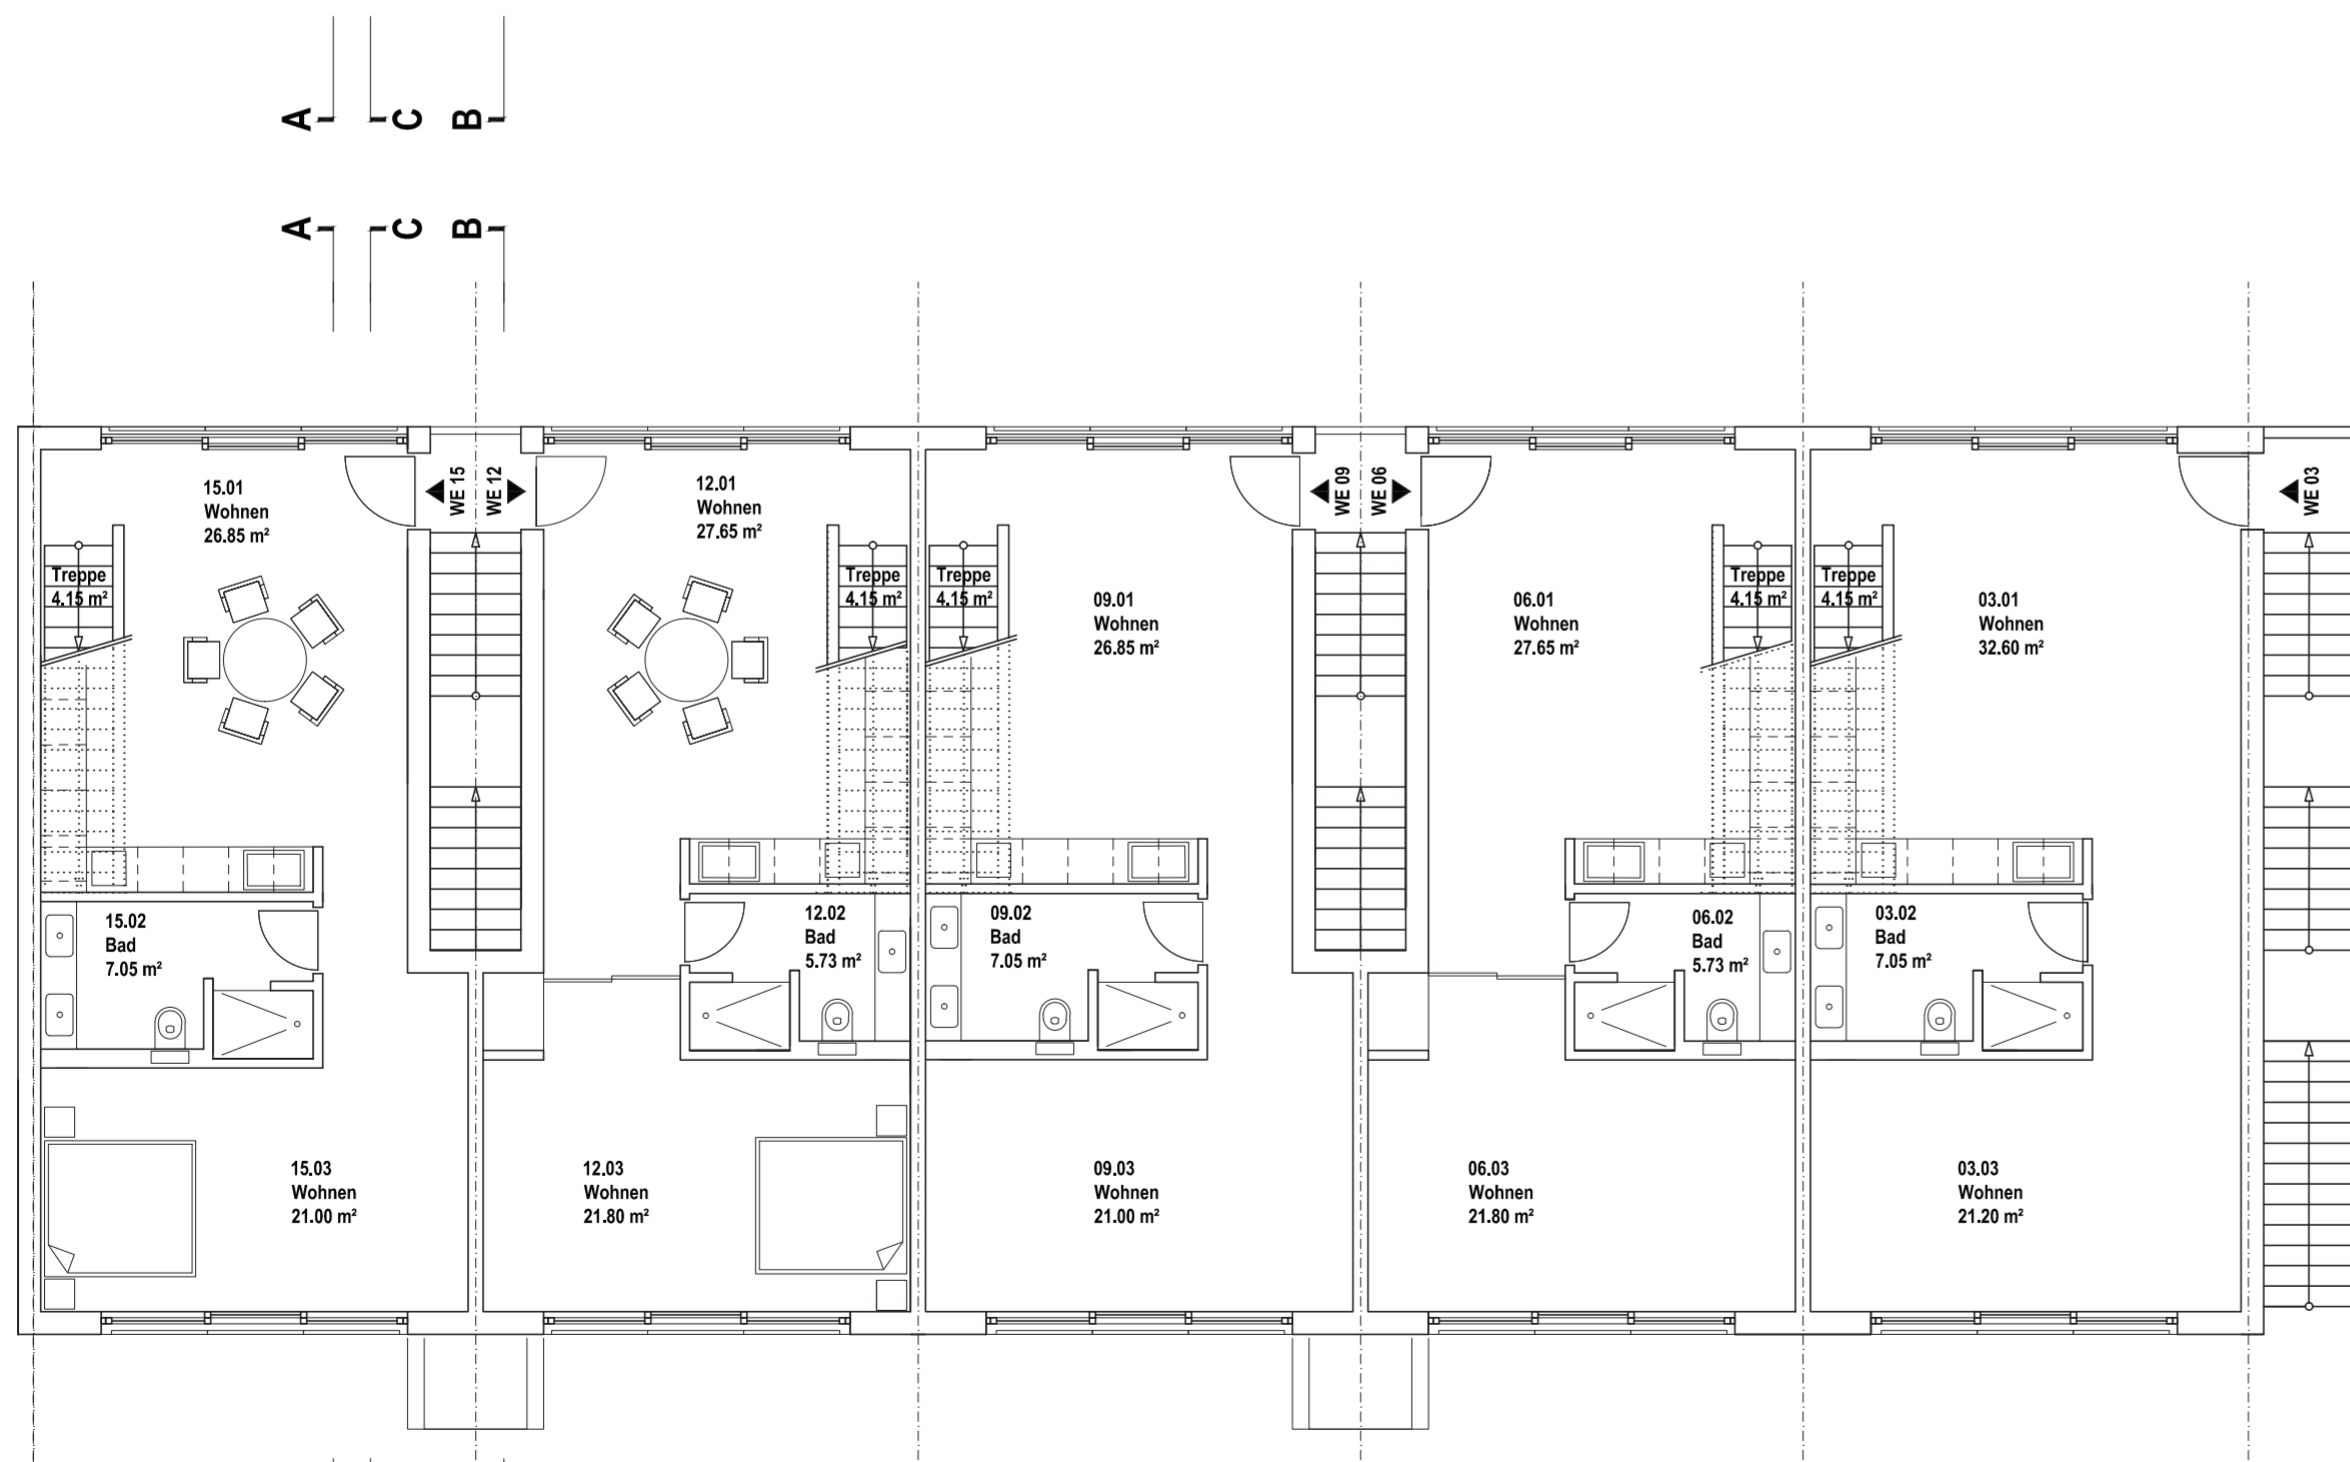 A C B
A C B
WE 15
WE 12
WE 09
WE 06
WE 03
15.01
Wohnen
26.85 m²
12.01
Wohnen
27.65 m²
09.01
Wohnen
26.85 m²
06.01
Wohnen
27.65 m²
03.01
Wohnen
32.60 m²
Treppe
4.15 m²
Treppe
4.15 m²
Treppe
4.15 m²
Treppe
4.15 m²
Treppe
4.15 m²
15.02
Bad
7.05 m²
12.02
Bad
5.73 m²
09.02
Bad
7.05 m²
06.02
Bad
5.73 m²
03.02
Bad
7.05 m²
15.03
Wohnen
21.00 m²
12.03
Wohnen
21.80 m²
09.03
Wohnen
21.00 m²
06.03
Wohnen
21.80 m²
03.03
Wohnen
21.20 m²